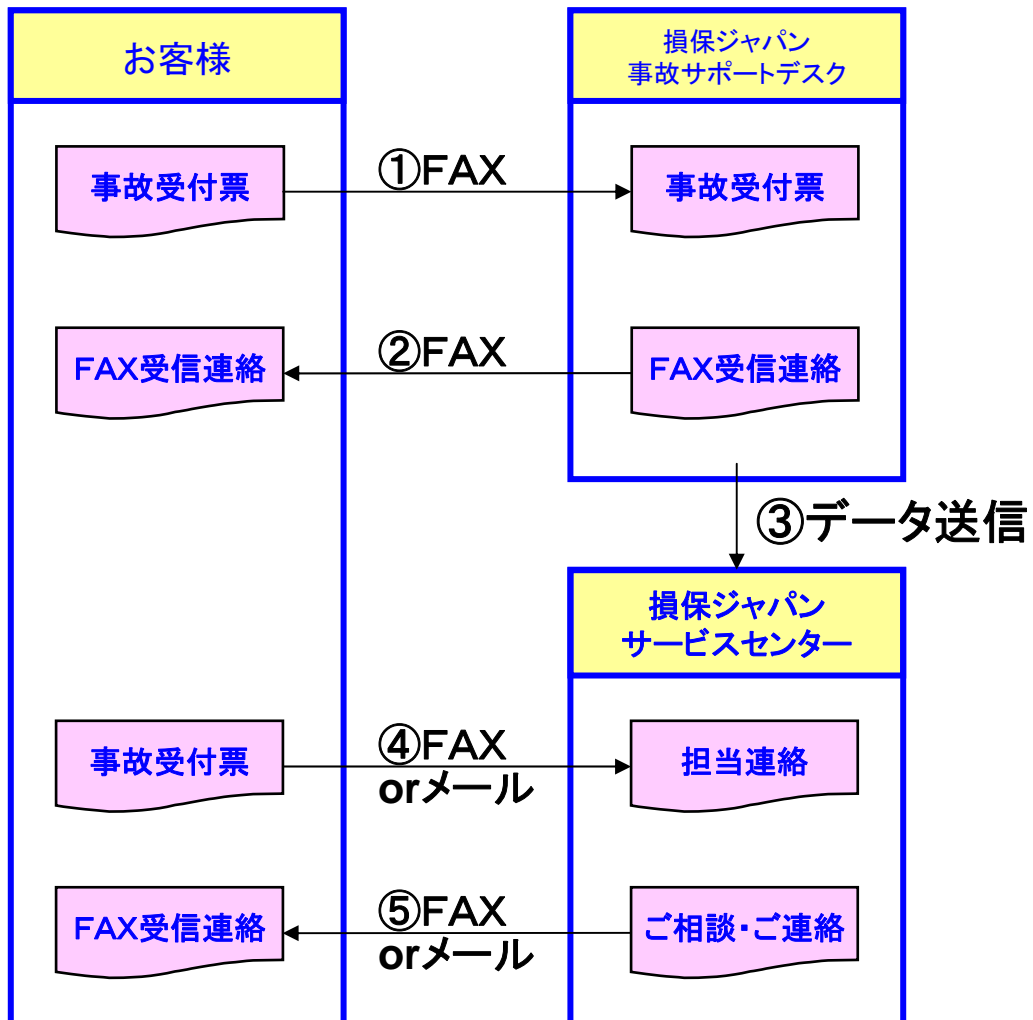 お客様
損保ジャパン
事故サポートデスク
事故受付票
①FAX
事故受付票
FAX受信連絡
②FAX
FAX受信連絡
③データ送信
損保ジャパン
サービスセンター
事故受付票
④FAX
orメール
担当連絡
FAX受信連絡
⑤FAX
orメール
ご相談・ご連絡